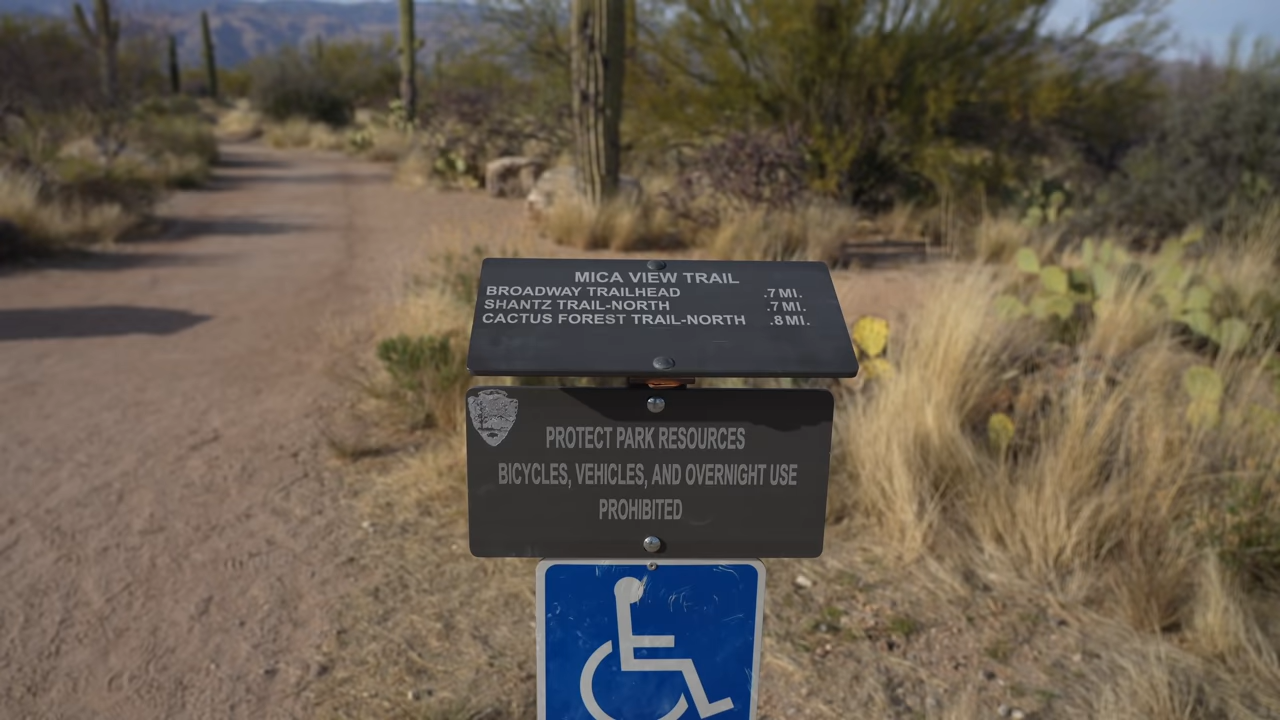 MICA VIEW TRAIL
BROADWAY TRAILHEAD .7 MI.
SHANTZ TRAIL-NORTH .7 MI.
CACTUS FOREST TRAIL-NORTH .8 MI.
PROTECT PARK RESOURCES
BICYCLES, VEHICLES, AND OVERNIGHT USE
PROHIBITED